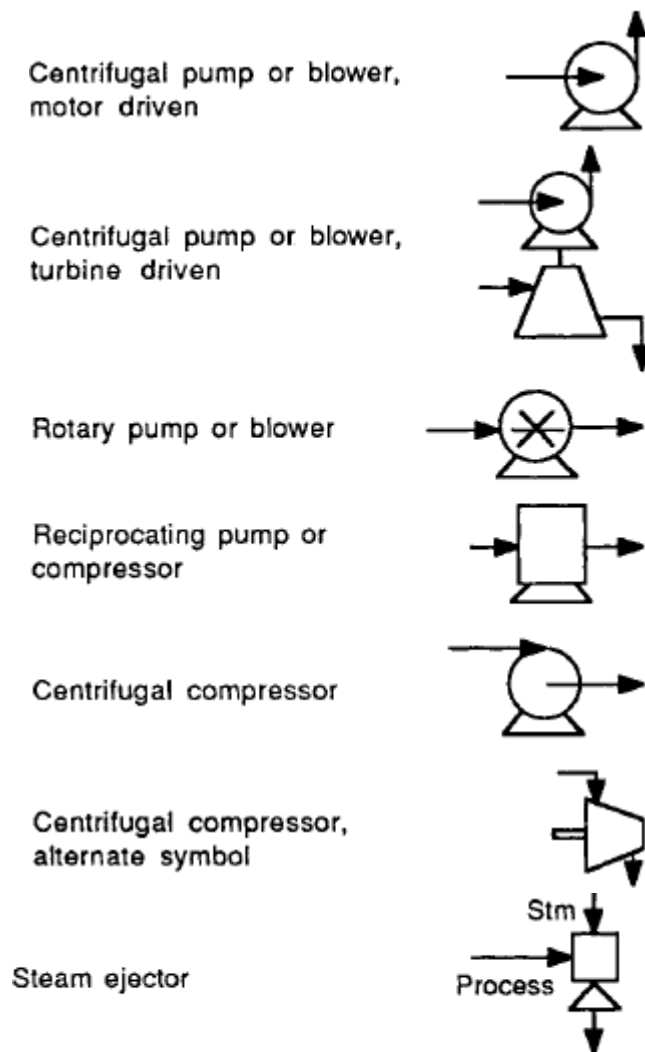 Centrifugal pump or blower,
motor driven
Centrifugal pump or blower,
turbine driven
Rotary pump or blower
Reciprocating pump or
compressor
Centrifugal compressor
Centrifugal compressor,
alternate symbol
Stm
Steam ejector
Process